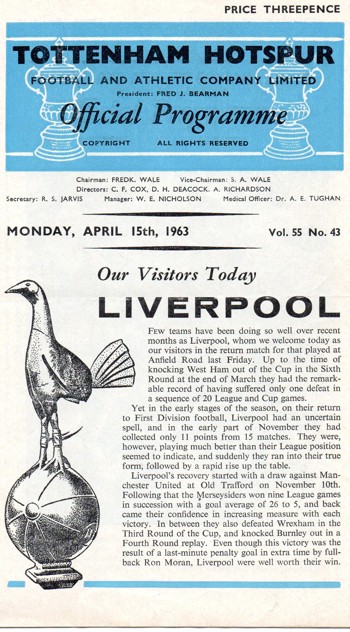 PRICE THREEPENCE
TOTTENHAM HOTSPUR
FOOTBALL AND ATHLETIC COMPANY LIMITED
President: FRED J. BEARMAN
Official Programme
COPYRIGHT ALL RIGHTS RESERVED
Chairman: FREDK. WALE Vice-Chairman: S. A. WALE
Directors: C. F. COX, D. H. DEACOCK. A. RICHARDSON
Secretary: R. S. JARVIS Manager: W. E. NICHOLSON Medical Officer: Dr. A. E. TUGHAN
MONDAY, APRIL 15th, 1963 Vol. 55 No. 43
Our Visitors Today
LIVERPOOL
Few teams have been doing so well over recent
months as Liverpool, whom we welcome today as
our visitors in the return match for that played at
Anfield Road last Friday. Up to the time of
knocking West Ham out of the Cup in the Sixth
Round at the end of March they had the remark-
able record of having suffered only one defeat in
a sequence of 20 League and Cup games.
Yet in the early stages of the season, on their return
to First Division football, Liverpool had an uncertain
spell, and in the early part of November they had
collected only 11 points from 15 matches. They were,
however, playing much better than their League position
seemed to indicate, and suddenly they ran into their true
form, followed by a rapid rise up the table.
Liverpool's recovery started with a draw against Man-
chester United at Old Trafford on November 10th.
Following that the Merseysiders won nine League games
in succession with a goal average of 26 to 5, and back
came their confidence in increasing measure with each
victory. In between they also defeated Wrexham in the
Third Round of the Cup, and knocked Burnley out in a
Fourth Round replay. Even though this victory was the
result of a last-minute penalty goal in extra time by full-
back Ron Moran, Liverpool were well worth their win.